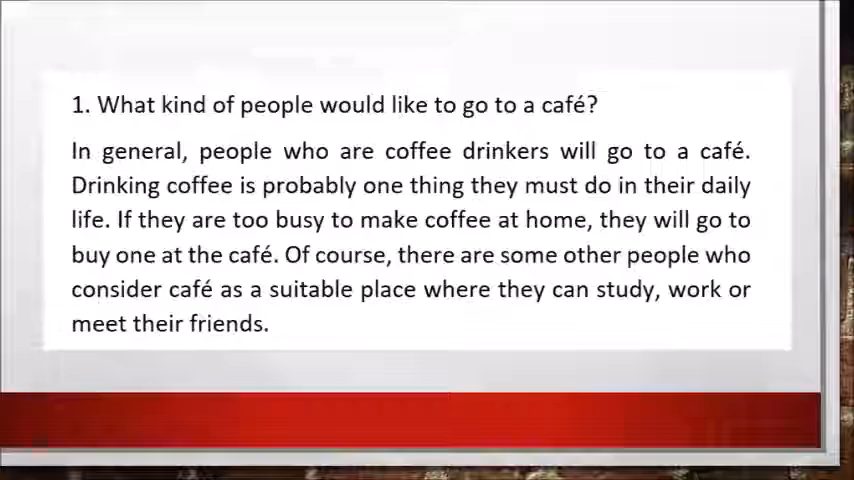 1. What kind of people would like to go to a café?
In general, people who are coffee drinkers will go to a café.
Drinking coffee is probably one thing they must do in their daily
life. If they are too busy to make coffee at home, they will go to
buy one at the café. Of course, there are some other people who
consider café as a suitable place where they can study, work or
meet their friends.